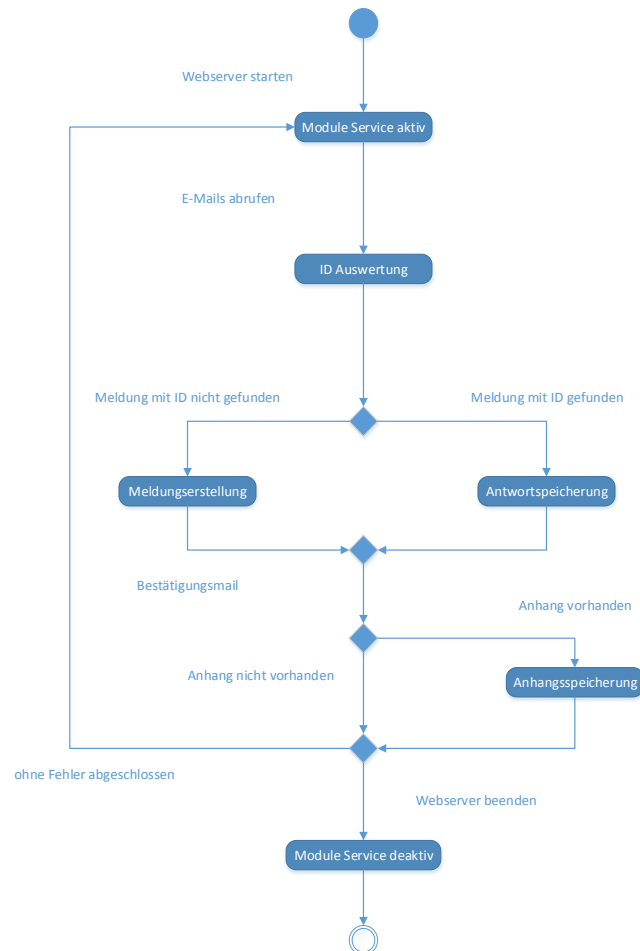 Webserver starten
Module Service aktiv
E-Mails abrufen
ID Auswertung
Meldung mit ID nicht gefunden
Meldung mit ID gefunden
Meldungserstellung
Antwortspeicherung
Bestätigungsmail
Anhang vorhanden
Anhang nicht vorhanden
Anhangsspeicherung
ohne Fehler abgeschlossen
Webserver beenden
Module Service deaktiv